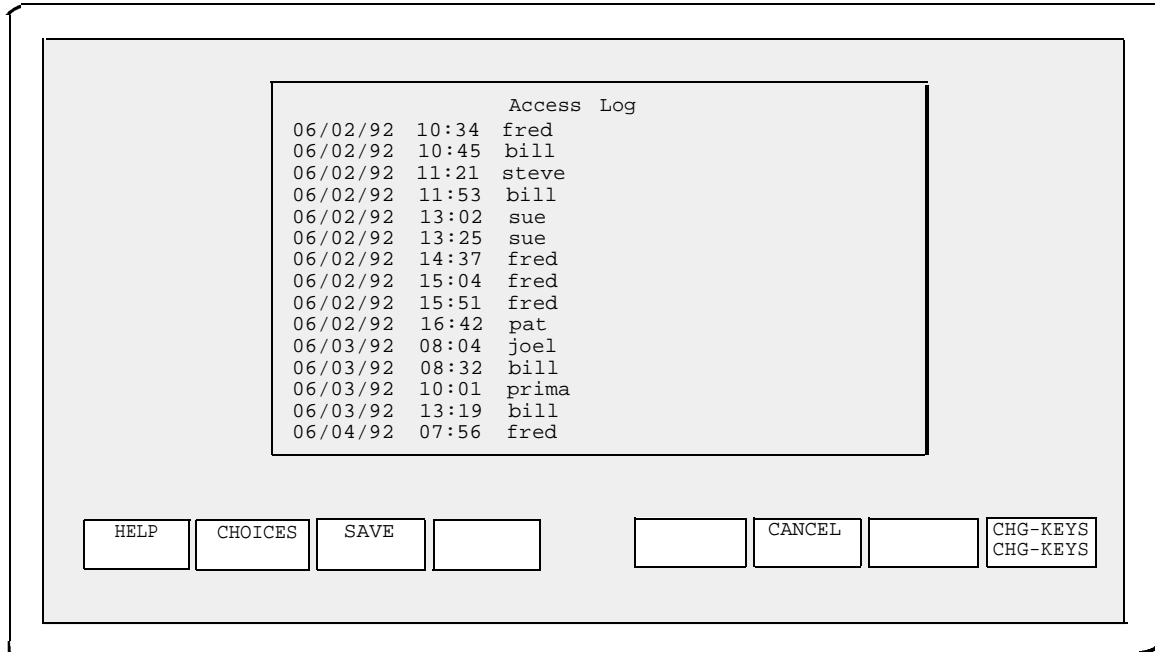 Access Log
06/02/92 10:34 fred
06/02/92 10:45 bill
06/02/92 11:21 steve
06/02/92 11:53 bill
06/02/92 13:02 sue
06/02/92 13:25 sue
06/02/92 14:37 fred
06/02/92 15:04 fred
06/02/92 15:51 fred
06/02/92 16:42 pat
06/03/92 08:04 joel
06/03/92 08:32 bill
06/03/92 10:01 prima
06/03/92 13:19 bill
06/04/92 07:56 fred
HELP CHOICES SAVE CANCEL CHG-KEYS
CHG-KEYS